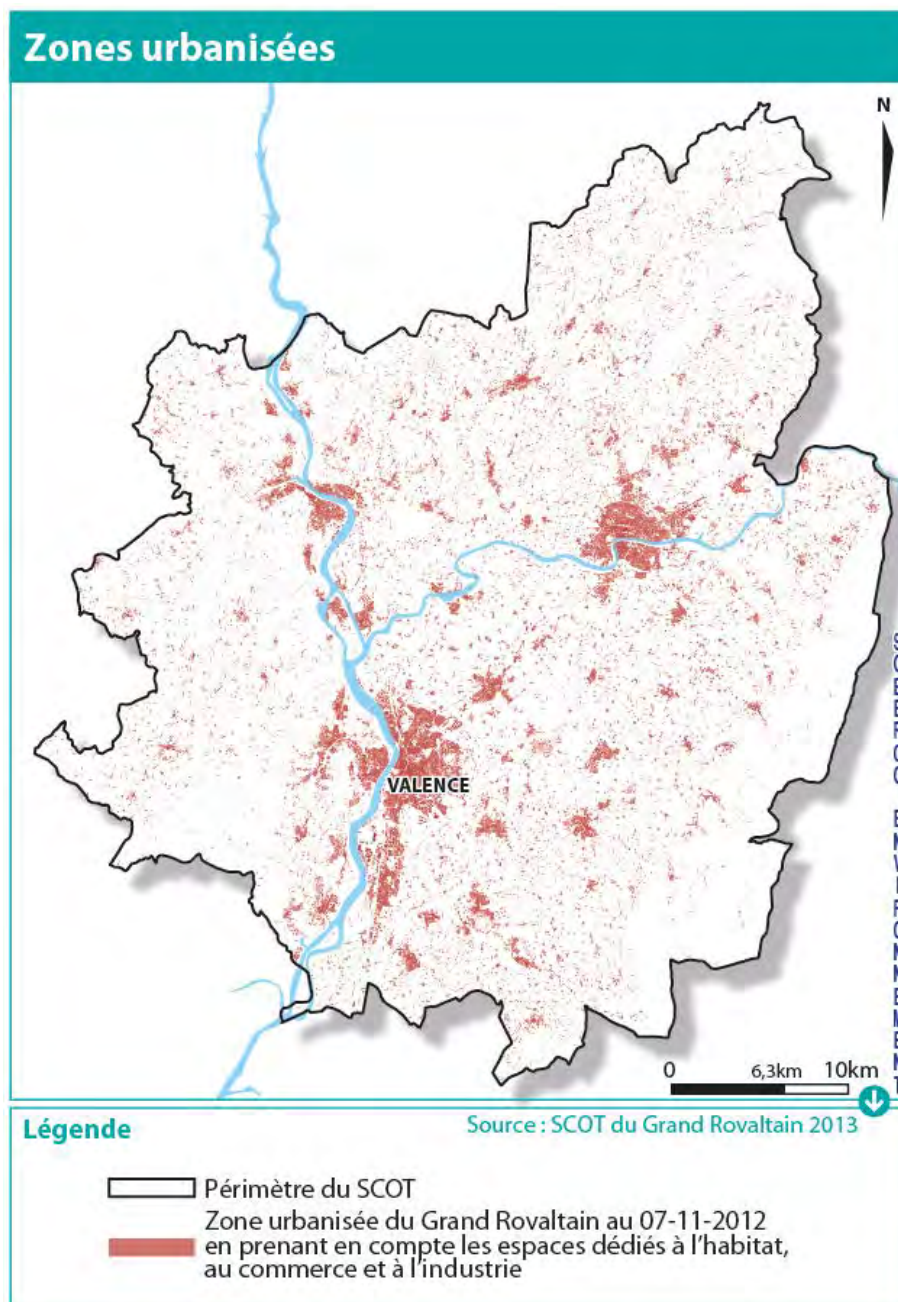 Zones urbanisées
N
VALENCE
SOBERCO ENVIRONNEMENT
0 6,3km 10km
Légende
Source : SCOT du Grand Rovaltain 2013
Périmètre du SCOT
Zone urbanisée du Grand Rovaltain au 07-11-2012
en prenant en compte les espaces dédiés à l'habitat,
au commerce et à l'industrie